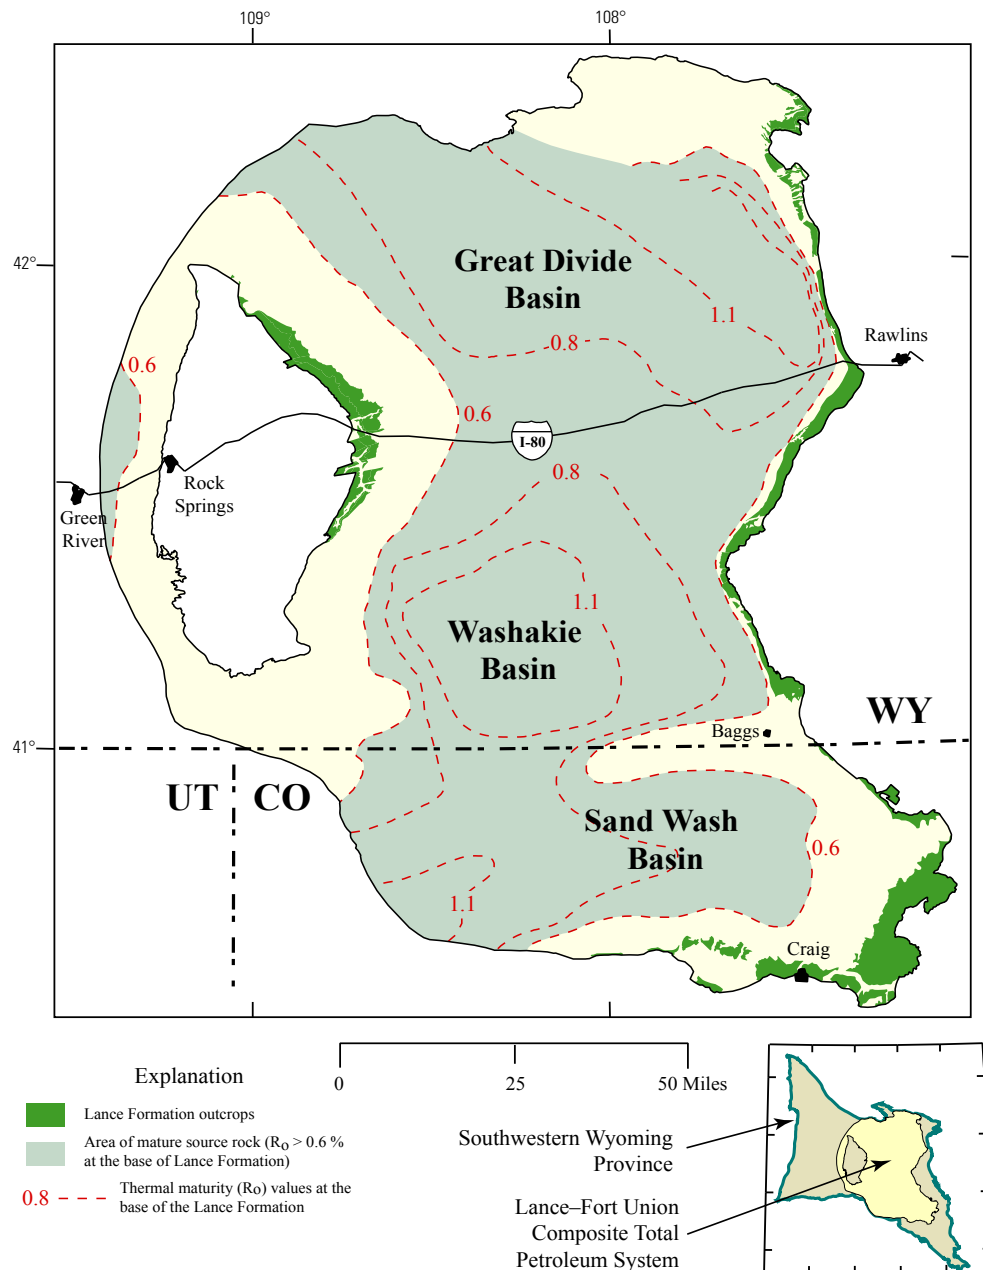 109°
108°
42°
Great Divide
Basin
1.1
Rawlins
0.8
0.6
0.6
I-80
0.8
Rock
Springs
Green
River
1.1
Washakie
Basin
WY
Baggs
41°
UT
CO
Sand Wash
Basin
0.6
1.1
Craig
Explanation
0
25
50 Miles
Lance Formation outcrops
Area of mature source rock (Ro > 0.6 %
at the base of Lance Formation)
0.8
Thermal maturity (Ro) values at the
base of the Lance Formation
Southwestern Wyoming
Province
Lance–Fort Union
Composite Total
Petroleum System